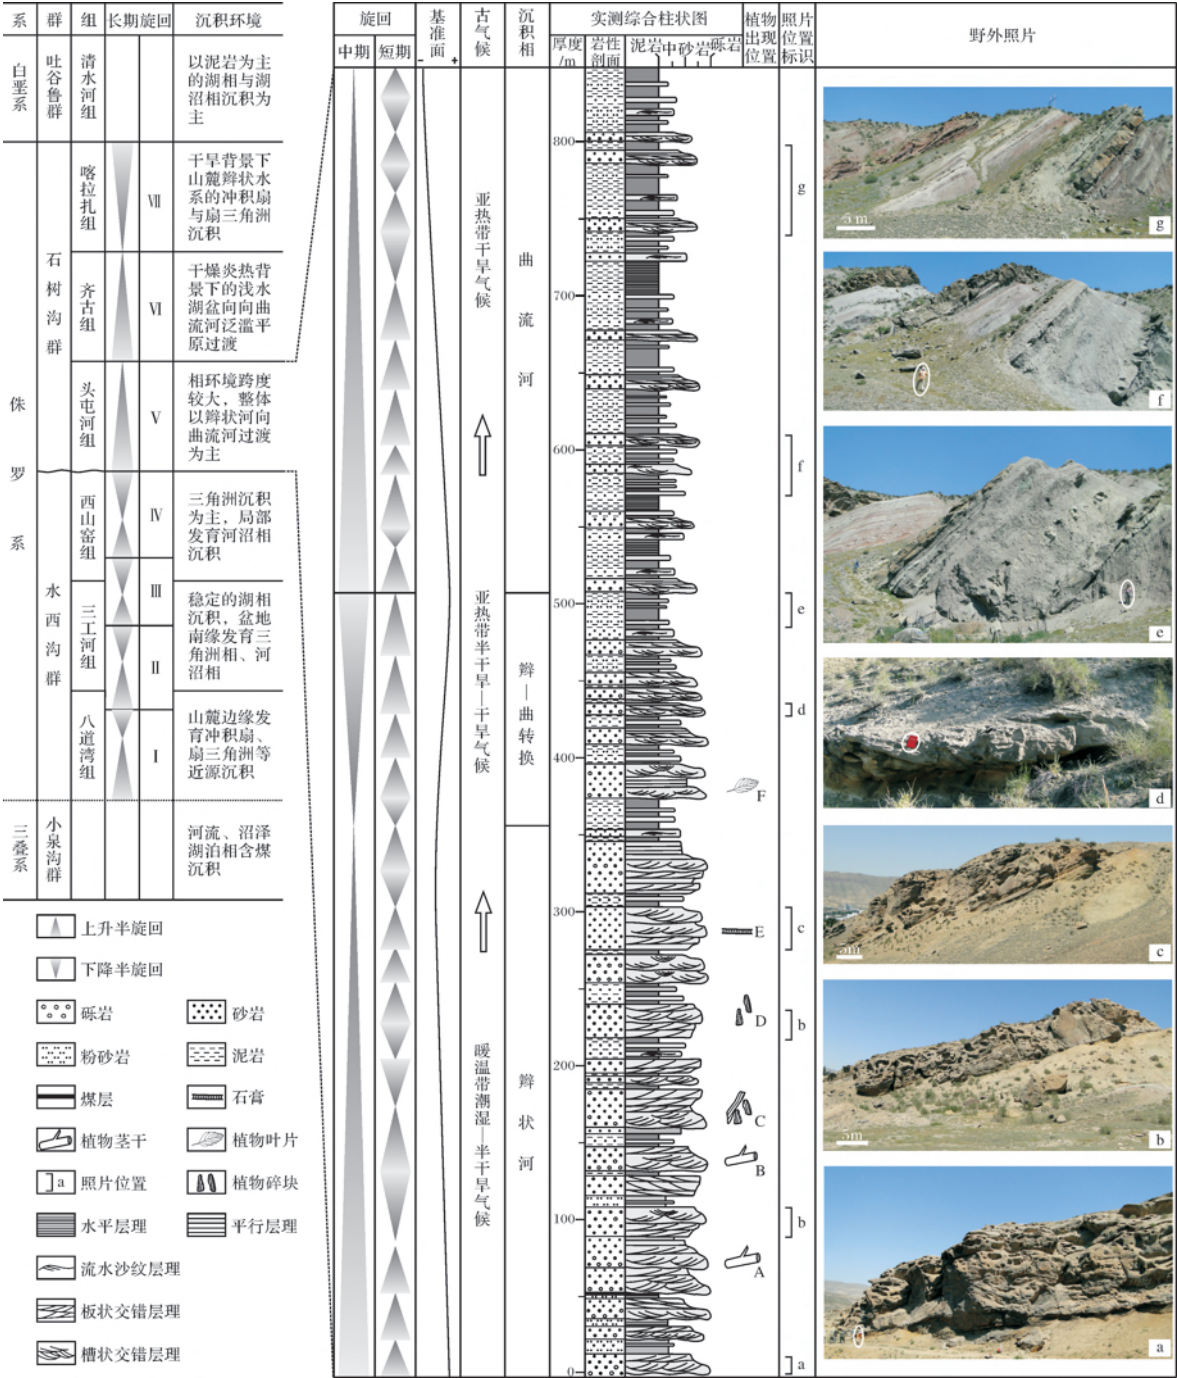 系 群 组 长期旋回 沉积环境
白垩系
吐谷鲁群
清水河组
以泥岩为主
的湖相与湖
沼相沉积为
主
侏罗系
石树沟群
喀拉扎组
Ⅶ
干旱背景下
山麓辫状水
系的冲积扇
与扇三角洲
沉积
齐古组
Ⅵ
干燥炎热背
景下的浅水
湖盆向曲
流河泛滥平
原过渡
头屯河组
Ⅴ
相环境跨度
较大，整体
以辫状河向
曲流河过渡
为主
水西沟群
西山窑组
Ⅳ
三角洲沉积
为主，局部
发育河沼相
沉积
三工河组
Ⅲ
Ⅱ
稳定的湖相
沉积，盆地
南缘发育三
角洲相、河
沼相
八道湾组
Ⅰ
山麓边缘发
育冲积扇、
扇三角洲等
近源沉积
三叠系
小泉沟群
河流、沼泽
湖泊相含煤
沉积
上升半旋回
下降半旋回
砾岩 砂岩
粉砂岩 泥岩
煤层 石膏
植物茎干 植物叶片
a 照片位置 植物碎块
水平层理 平行层理
流水沙纹层理
板状交错层理
槽状交错层理
旋回
中期 短期
基准面
- +
古气候
沉积相
实测综合柱状图
厚度/m
岩性剖面
泥岩 中砂岩 砾岩
植物出现位置
照片位置标识
野外照片
亚热带干旱气候
亚热带半干旱—干旱气候
暖温带潮湿—半干旱气候
曲流河
辫—曲转换
辫状河
800
700
600
500
400
300
200
100
0
F
E
D
C
B
A
g
f
e
d
c
b
b
a
5 m
g
f
e
d
5m
c
5m
b
a